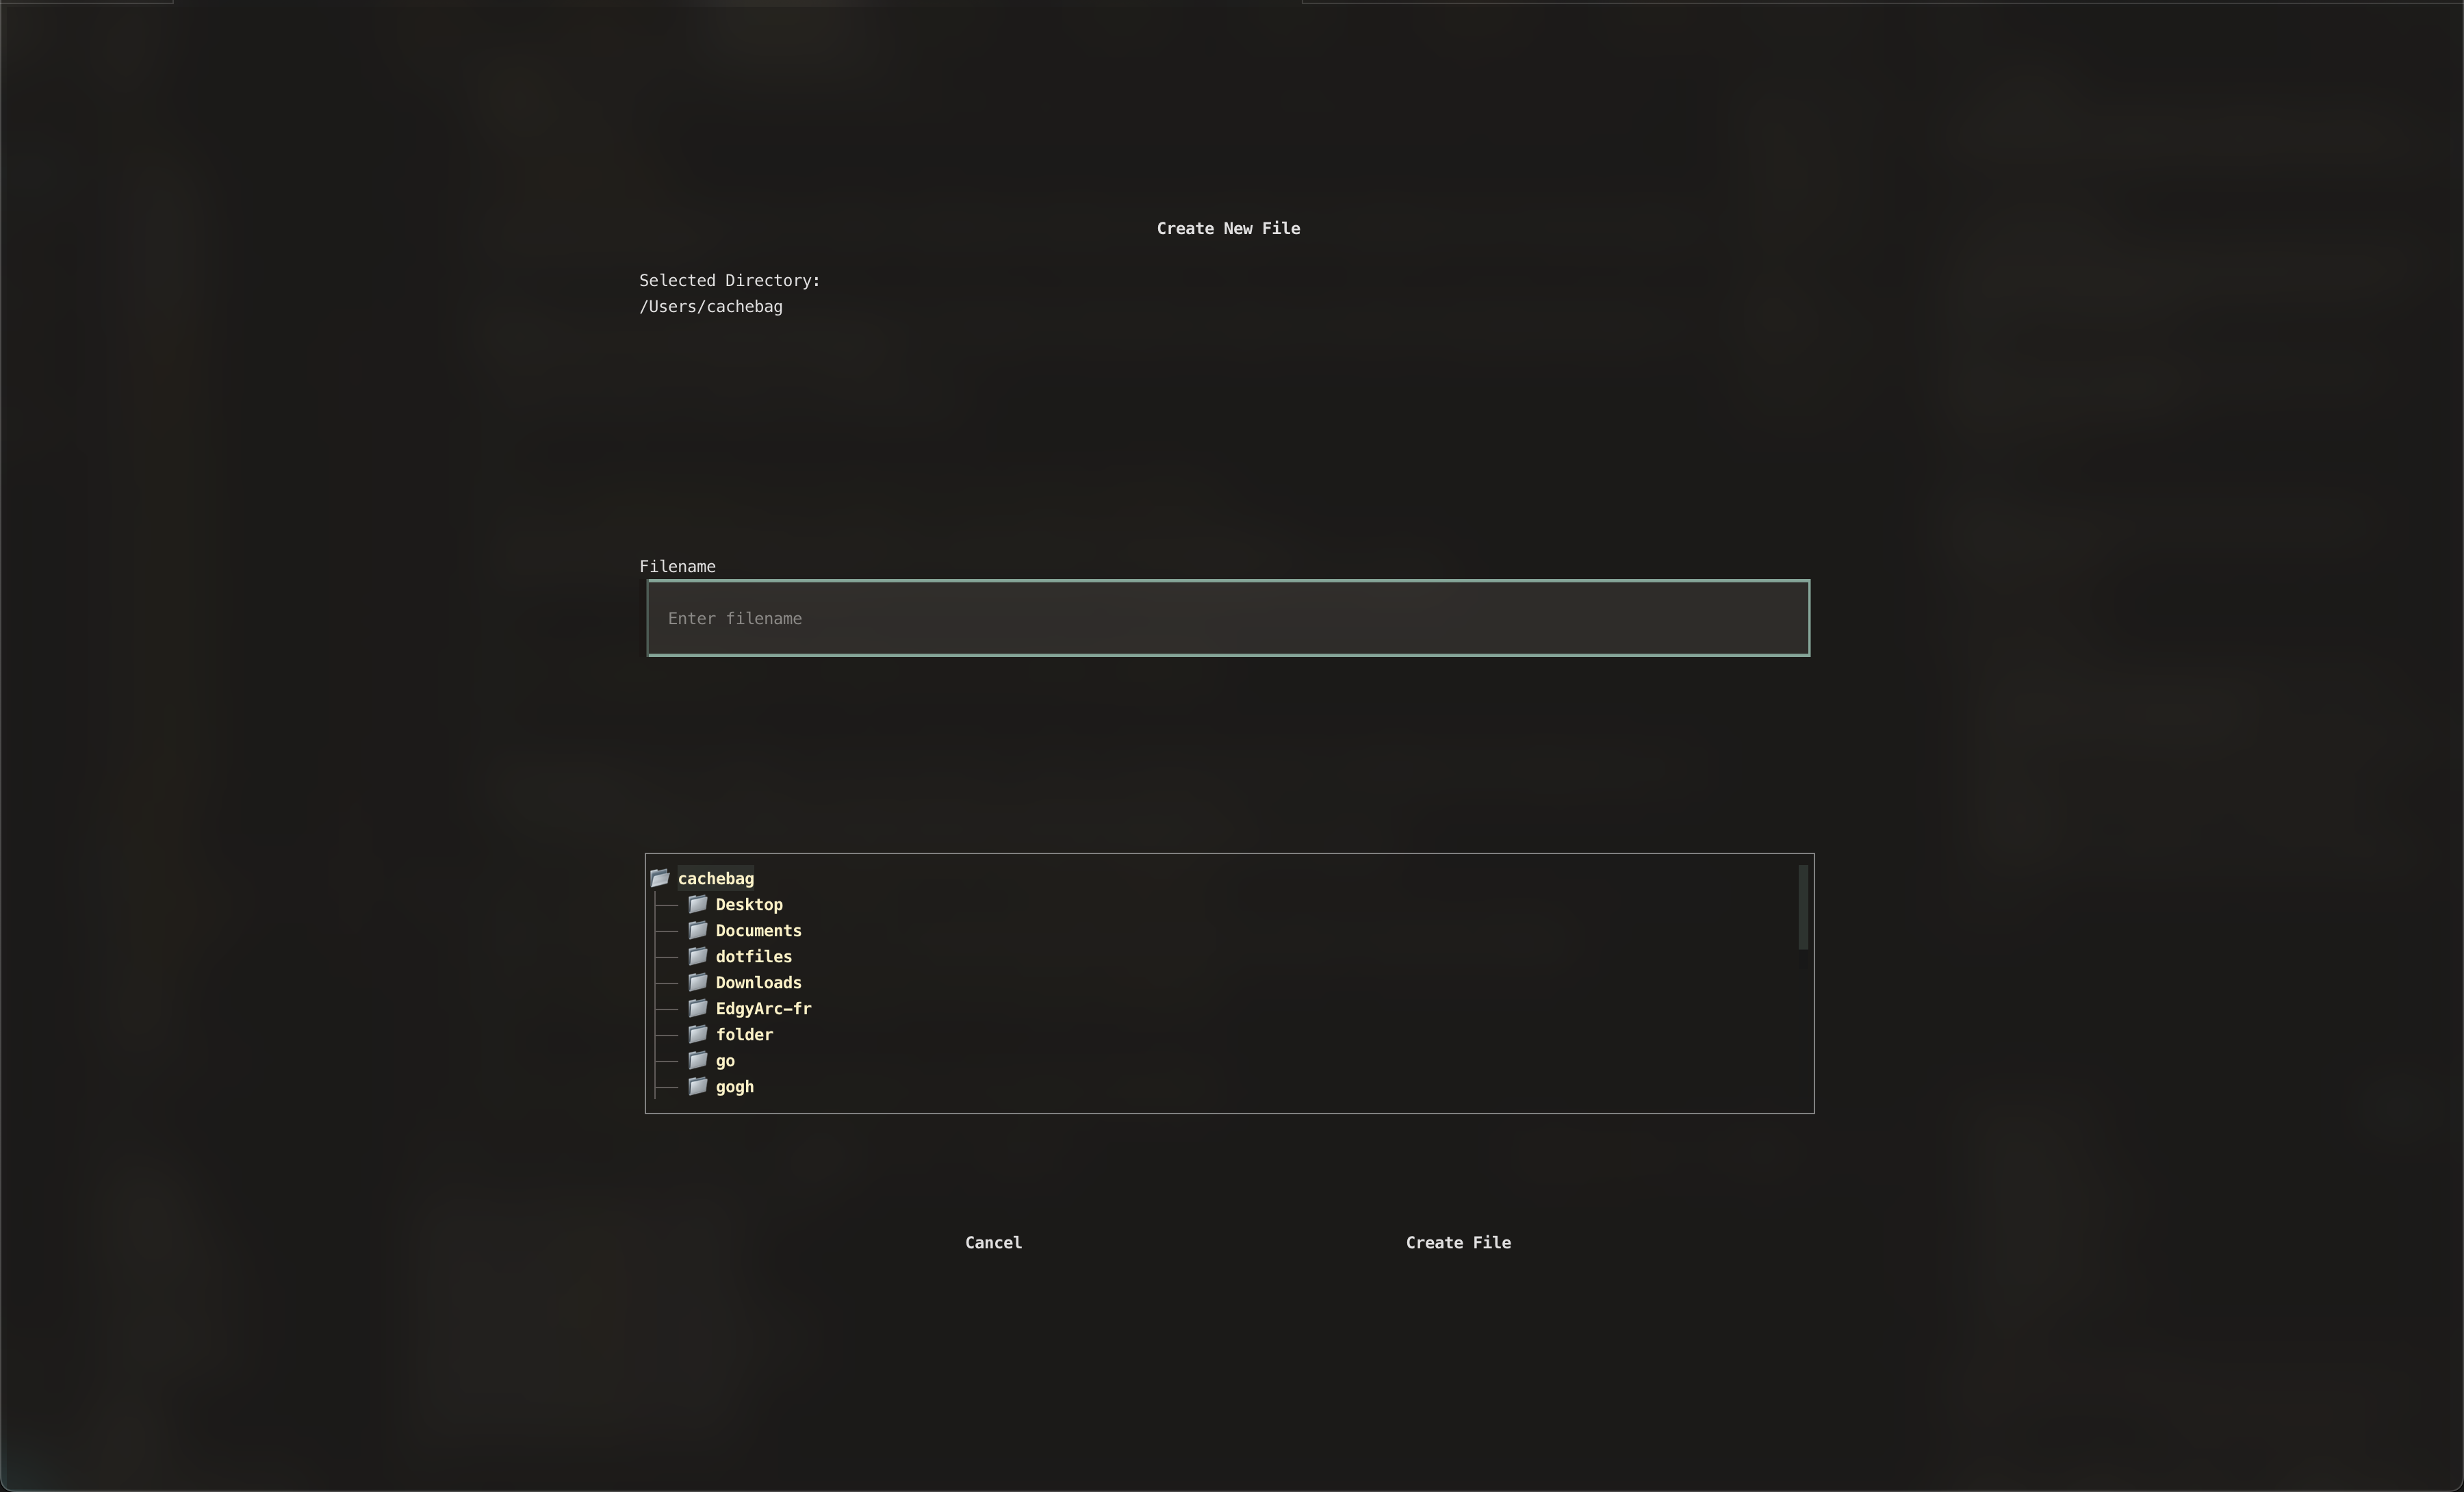 Create New File
Selected Directory:
/Users/cachebag
Filename
Enter filename
cachebag
Desktop
Documents
dotfiles
Downloads
EdgyArc-fr
folder
go
gogh
Cancel
Create File